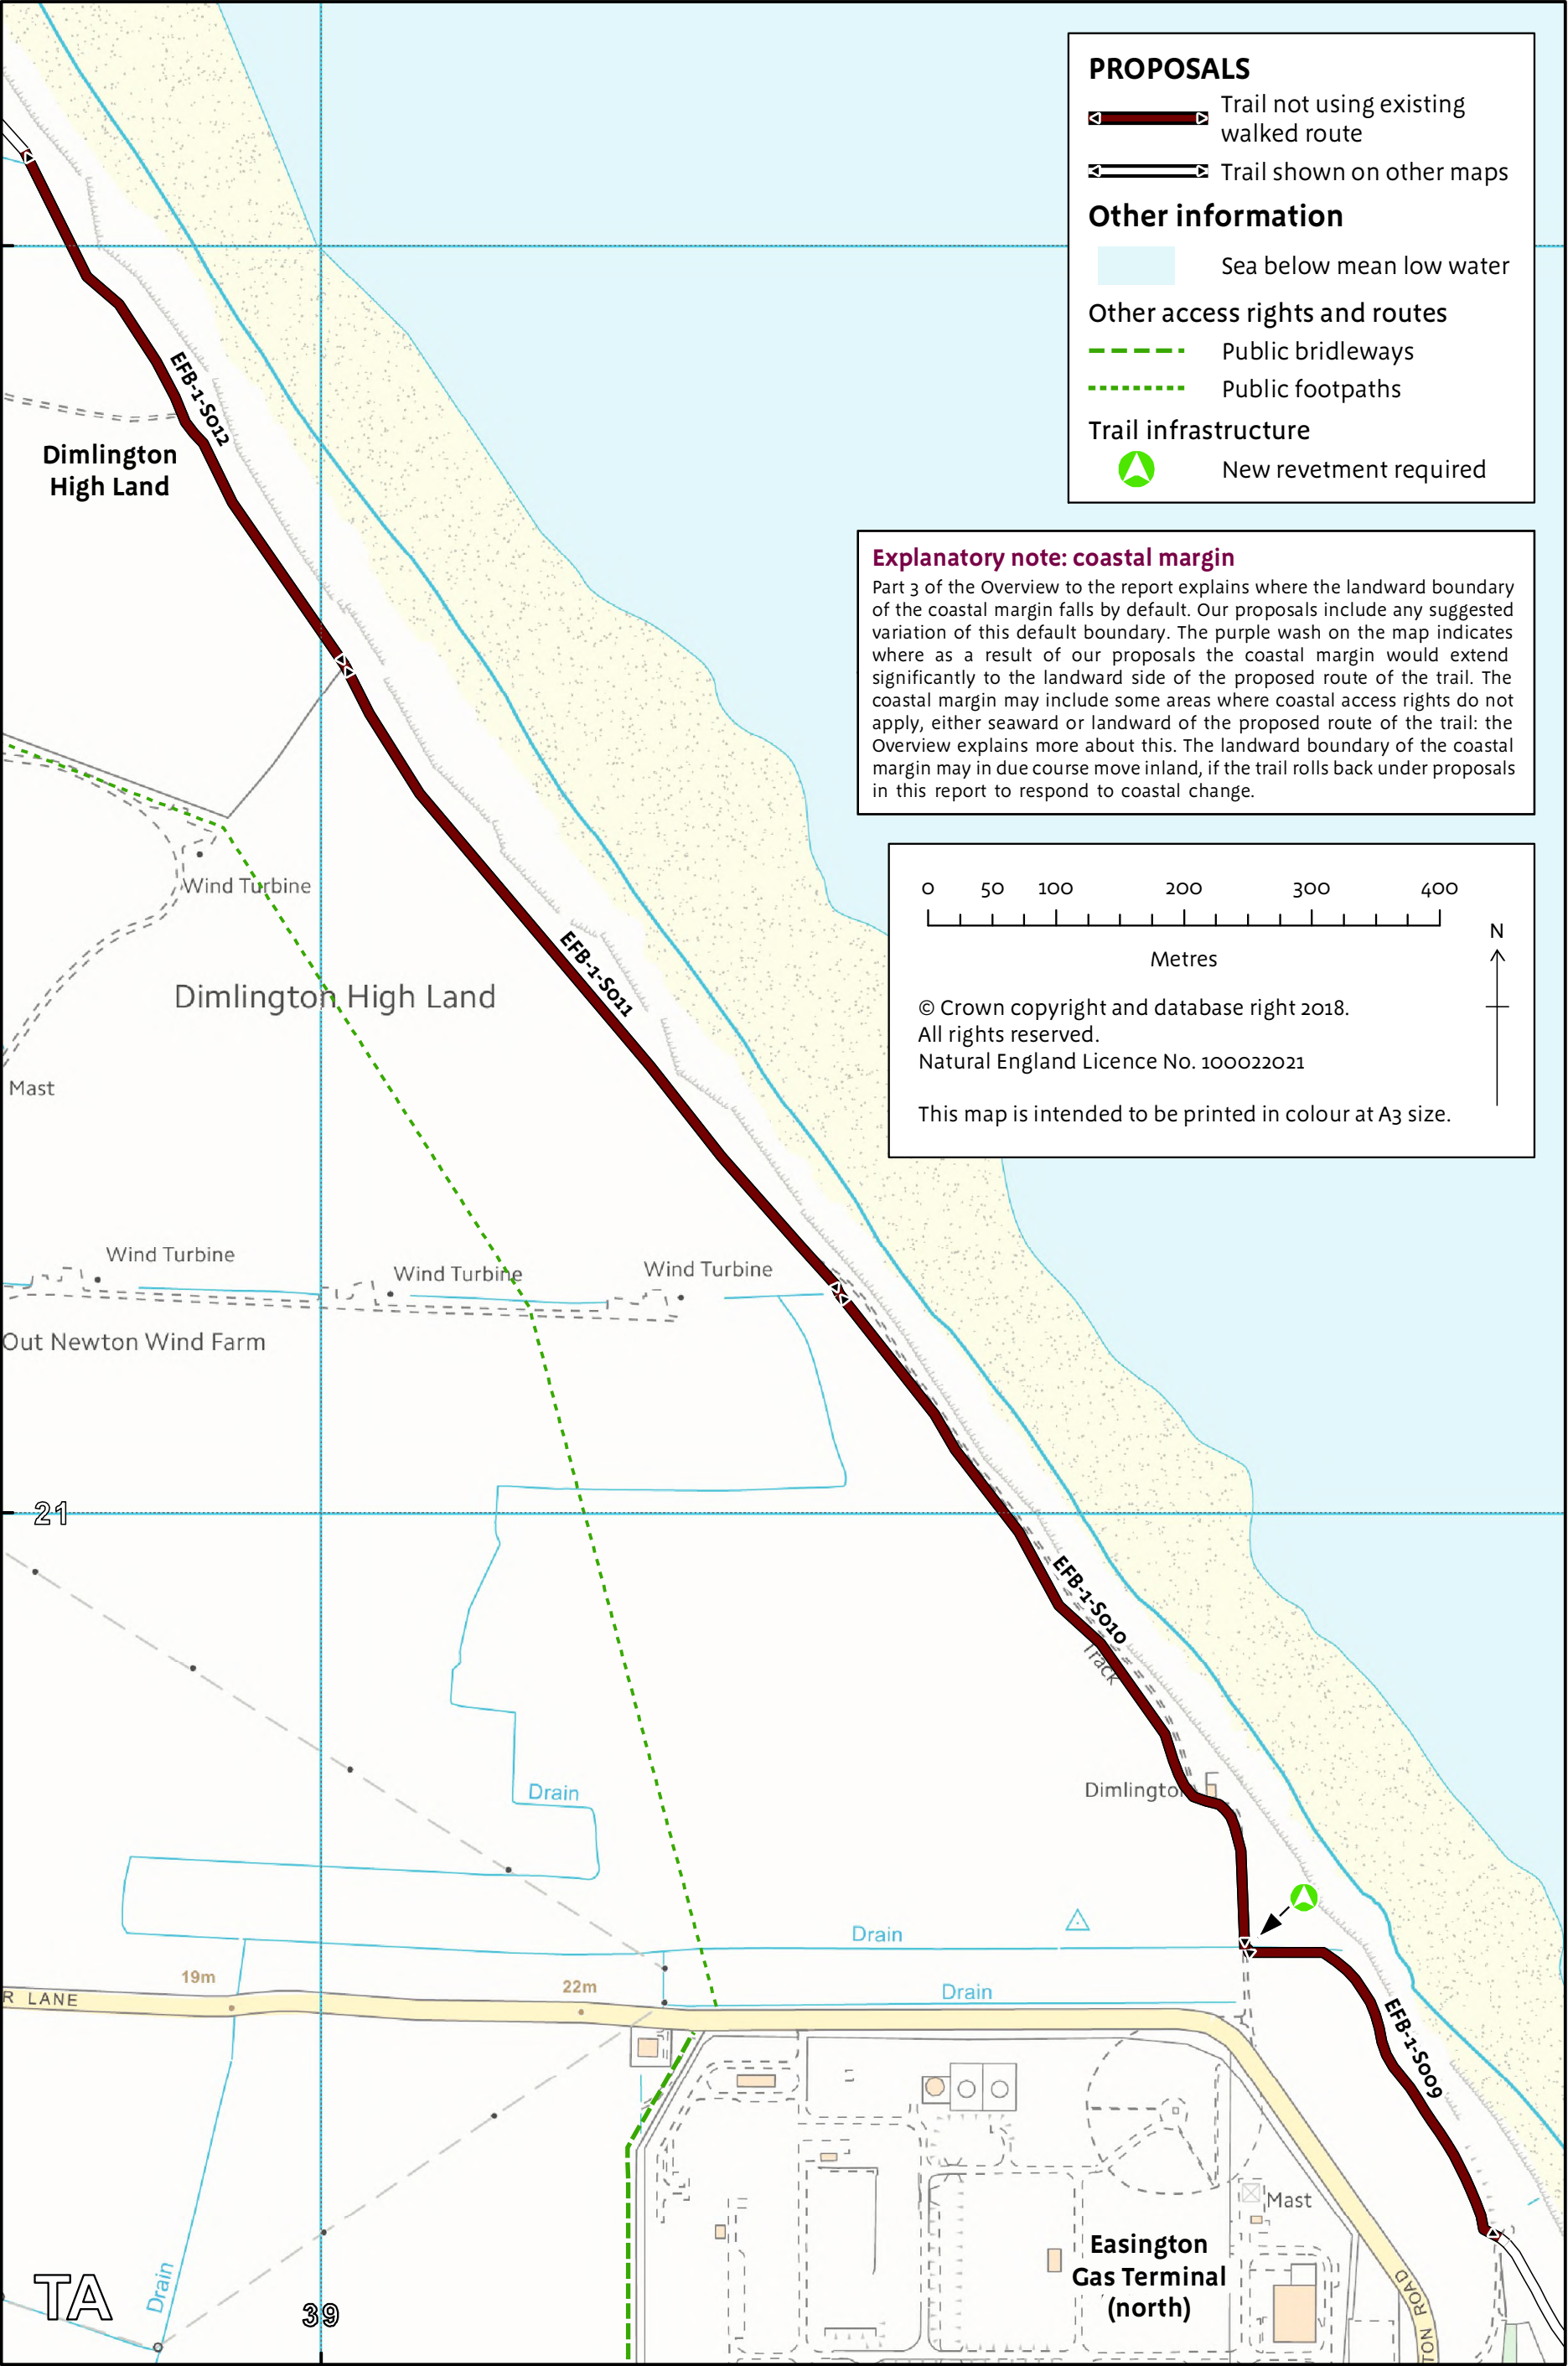 PROPOSALS
Trail not using existing
walked route
Trail shown on other maps
Other information
Sea below mean low water
Other access rights and routes
Public bridleways
Public footpaths
Trail infrastructure
New revetment required
Explanatory note: coastal margin
Part 3 of the Overview to the report explains where the landward boundary
of the coastal margin falls by default. Our proposals include any suggested
variation of this default boundary. The purple wash on the map indicates
where as a result of our proposals the coastal margin would extend
significantly to the landward side of the proposed route of the trail. The
coastal margin may include some areas where coastal access rights do not
apply, either seaward or landward of the proposed route of the trail: the
Overview explains more about this. The landward boundary of the coastal
margin may in due course move inland, if the trail rolls back under proposals
in this report to respond to coastal change.
0 50 100 200 300 400
Metres
N
© Crown copyright and database right 2018.
All rights reserved.
Natural England Licence No. 100022021
This map is intended to be printed in colour at A3 size.
EFB-1-S012
Dimlington
High Land
Wind Turbine
EFB-1-S011
Dimlington High Land
Mast
Wind Turbine
Wind Turbine
Wind Turbine
Out Newton Wind Farm
21
EFB-1-S010
Track
Dimlington
Drain
Drain
19m
22m
Drain
R LANE
EFB-1-S009
Mast
Easington
Gas Terminal
(north)
TON ROAD
Drain
TA
39